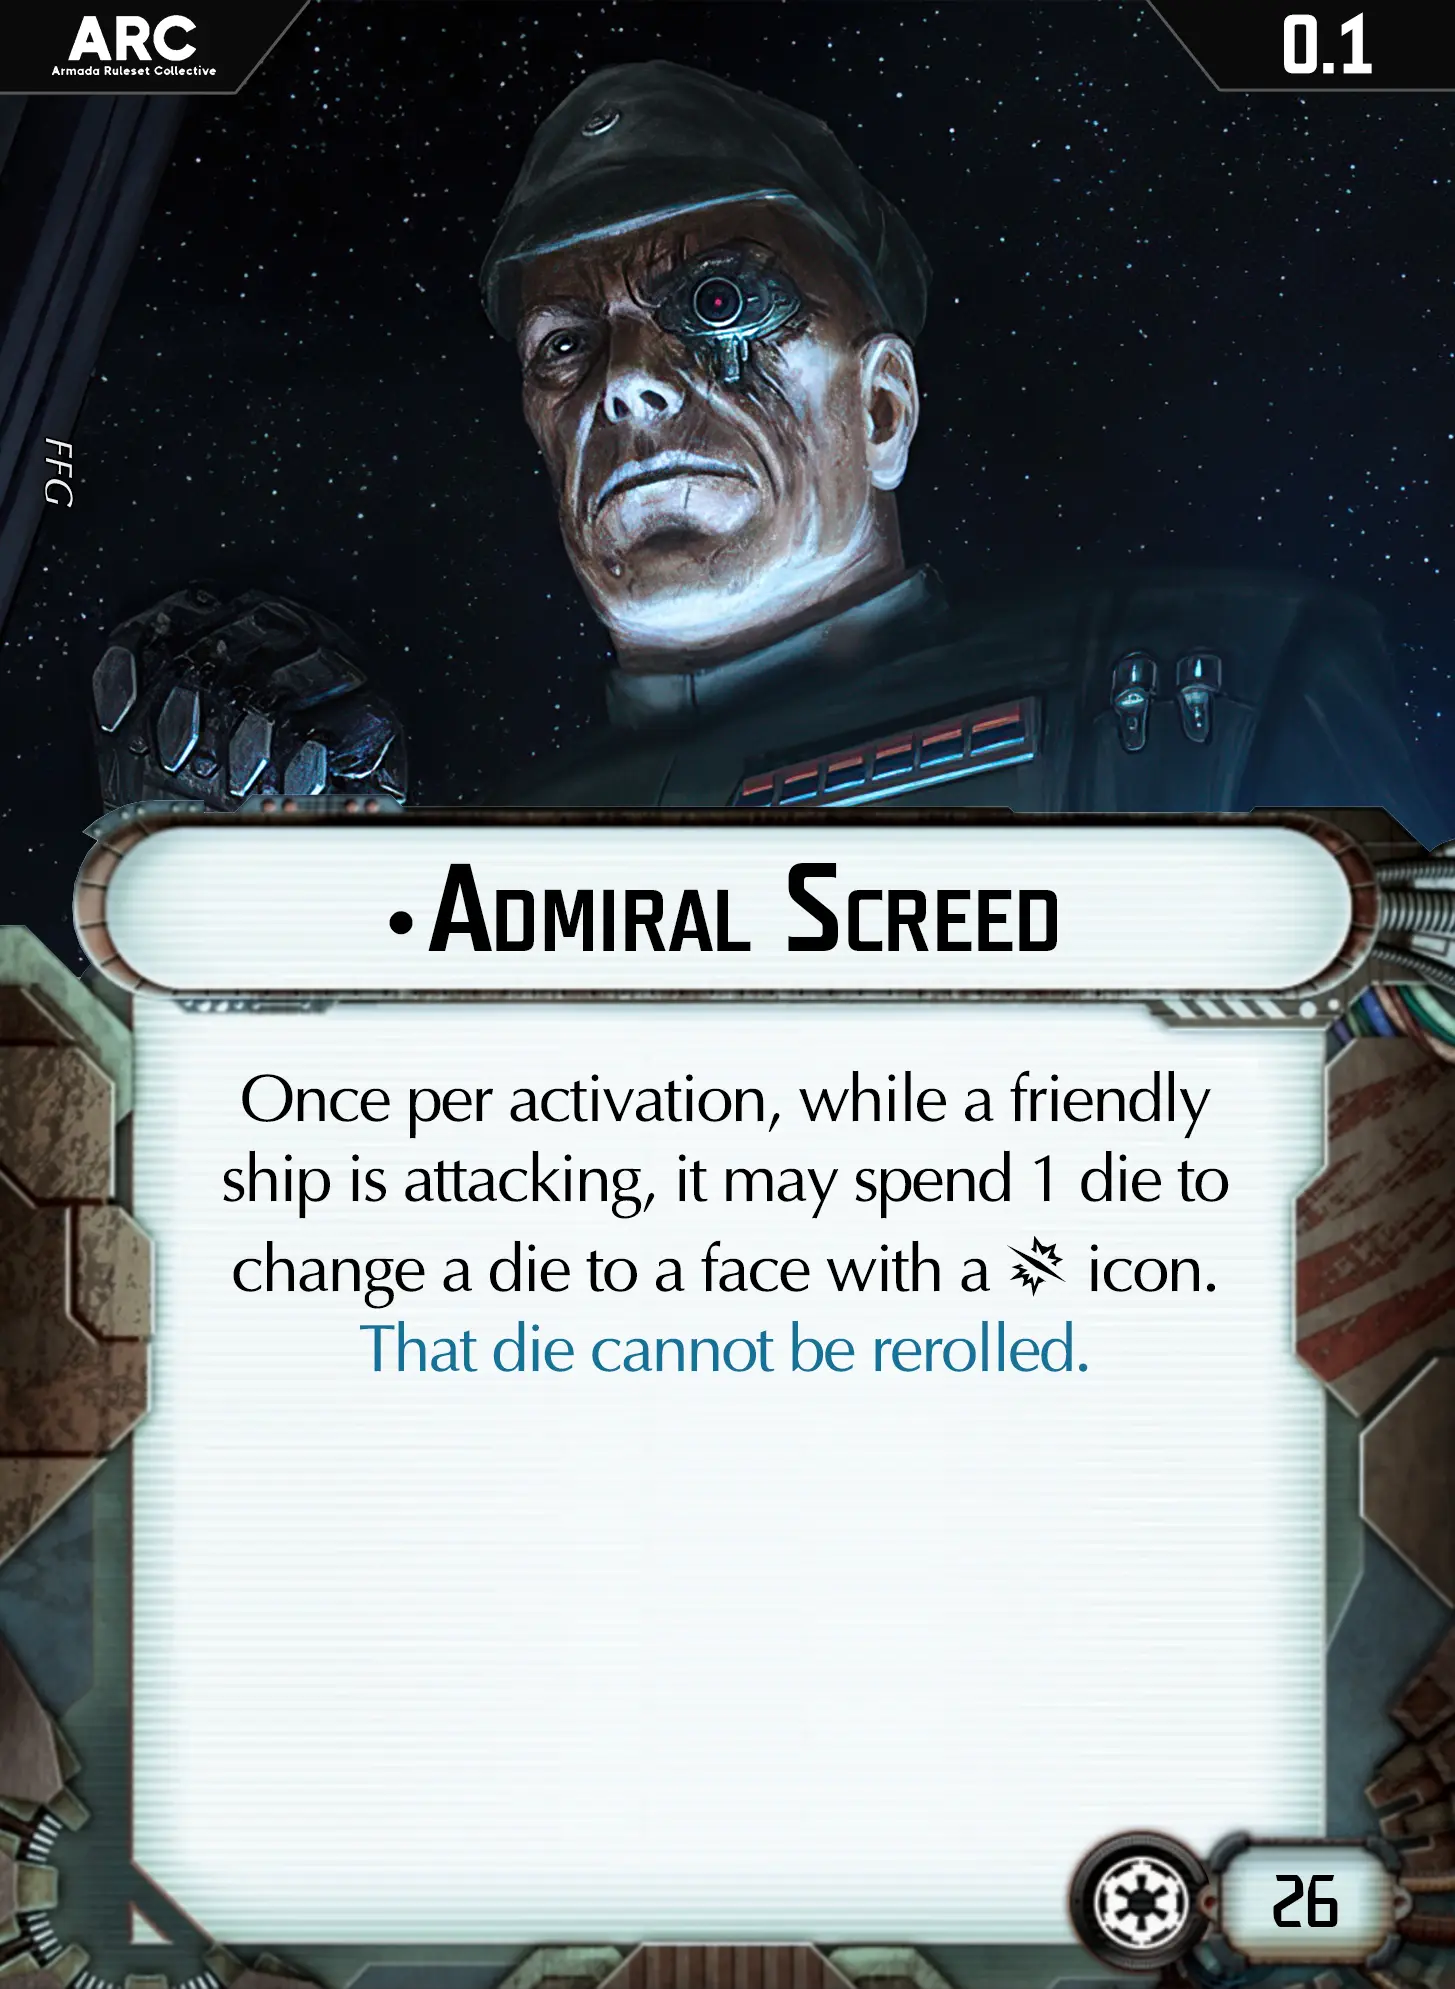 ARC
Armada Ruleset Collective
0.1
FFG
• Admiral Screed
Once per activation, while a friendly
ship is attacking, it may spend 1 die to
change a die to a face with a icon.
That die cannot be rerolled.
26